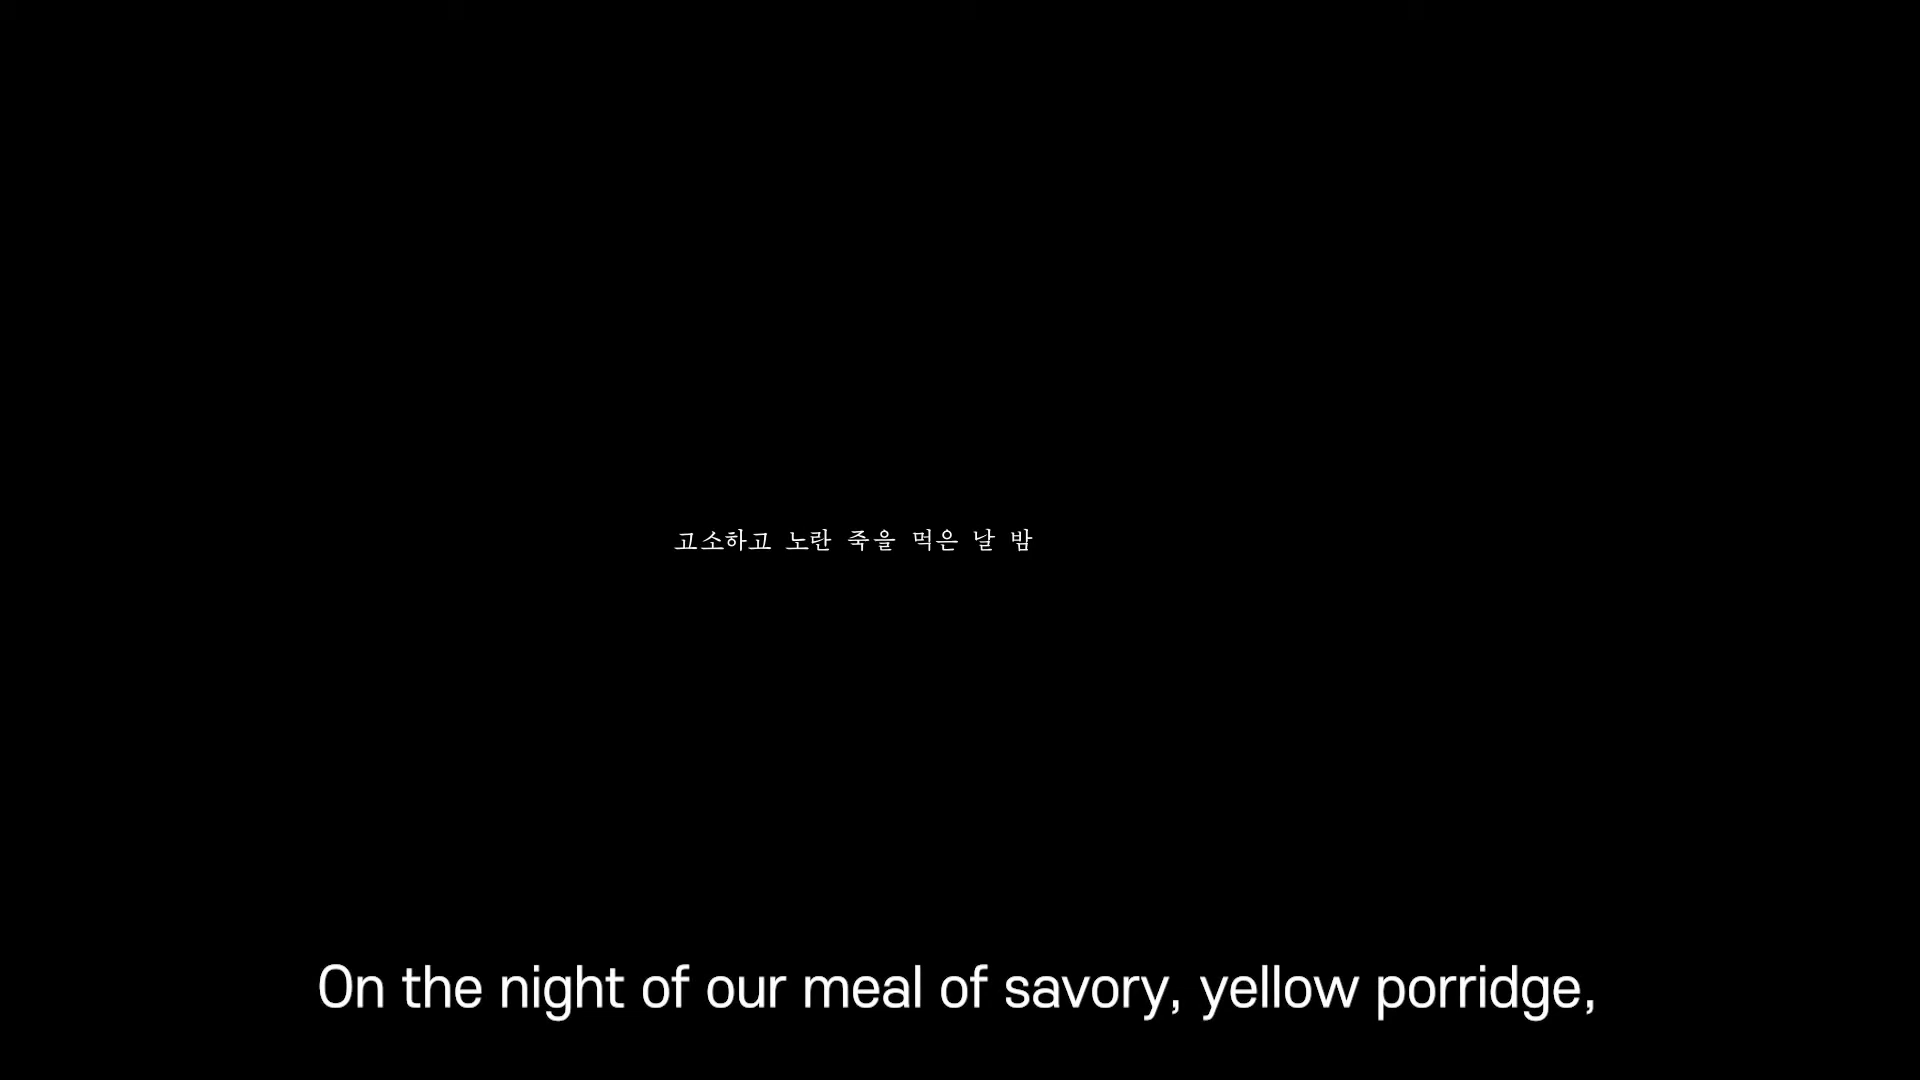 고소하고 노란 죽을 먹은 날 밤
On the night of our meal of savory, yellow porridge,